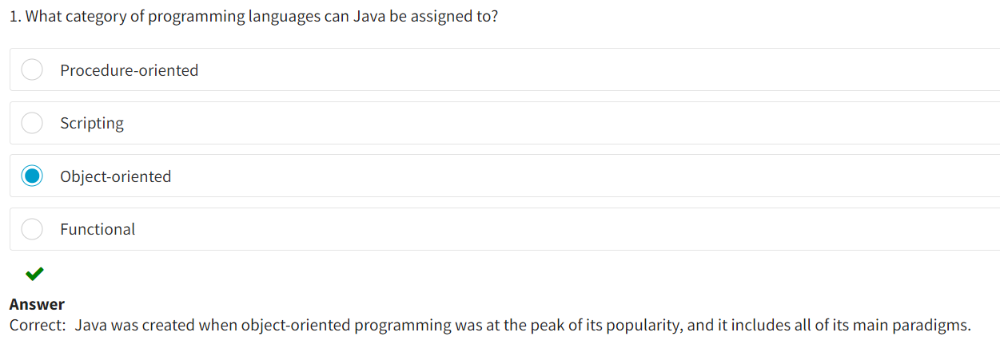 1. What category of programming languages can Java be assigned to?
Procedure-oriented
Scripting
Object-oriented
Functional
Answer
Correct: Java was created when object-oriented programming was at the peak of its popularity, and it includes all of its main paradigms.